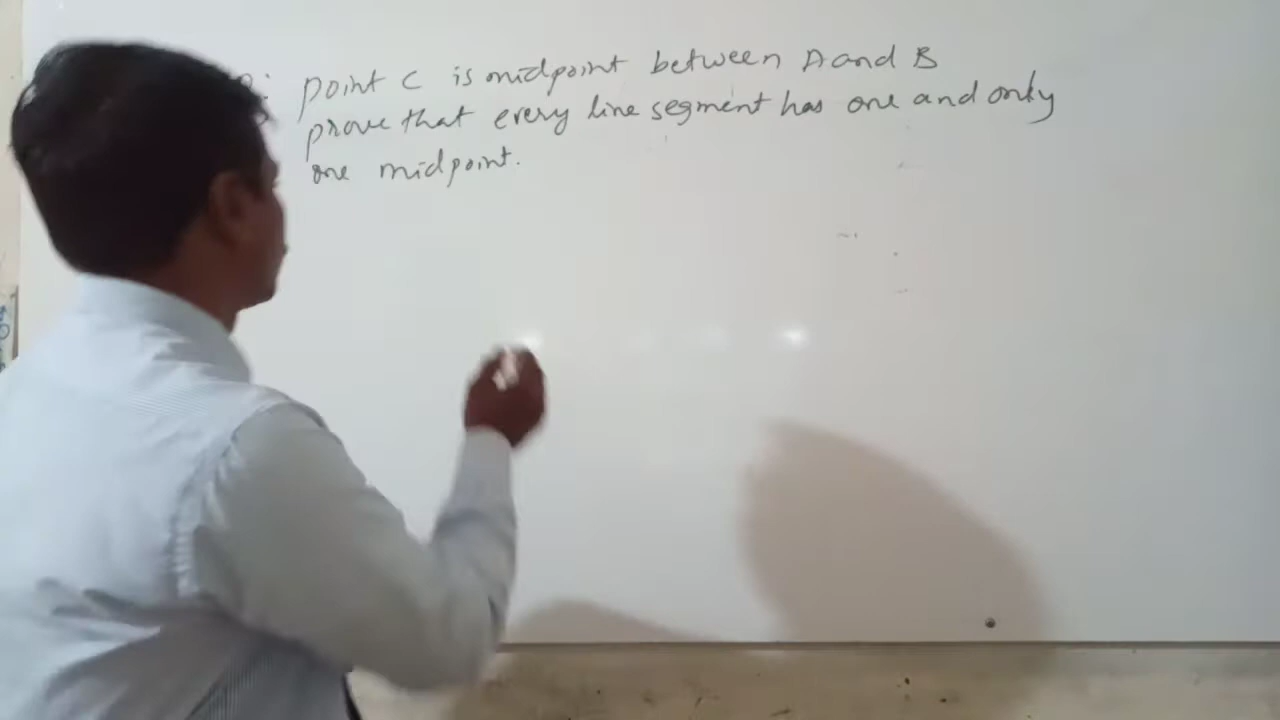 point C is midpoint between A and B
prove that every line segment has one and only
one midpoint.